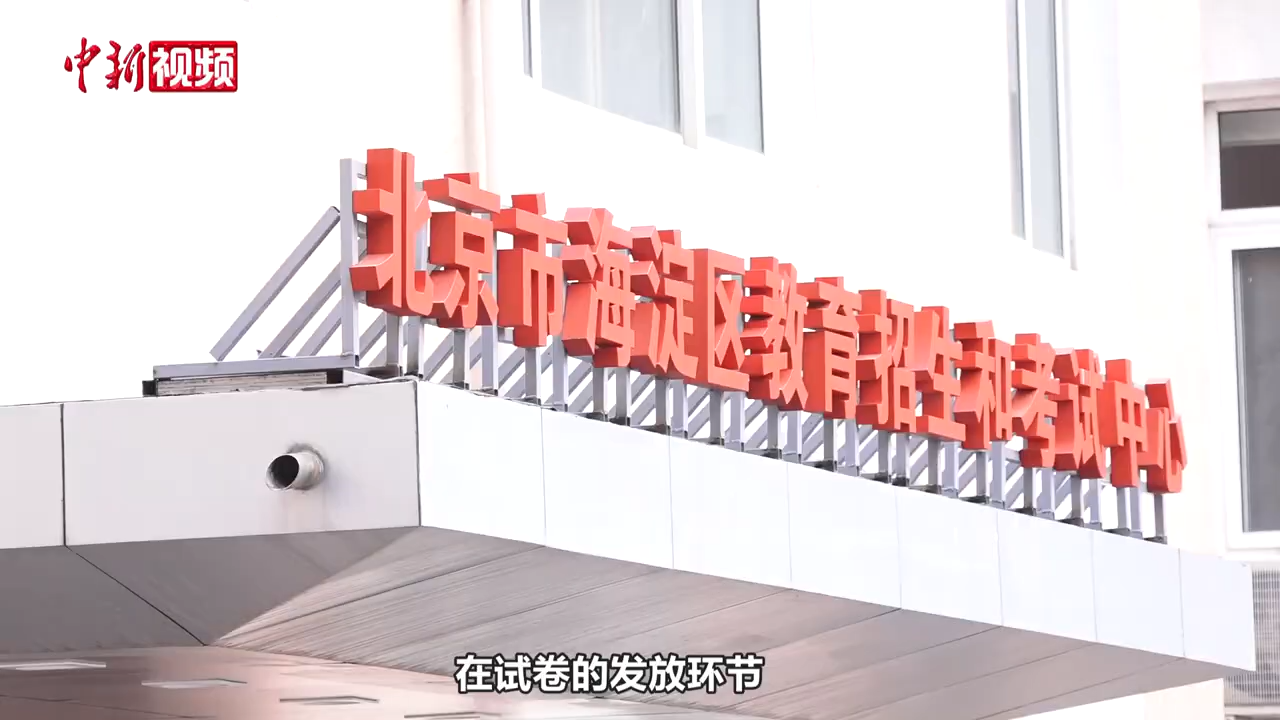 中新视频
北京市海淀区教育招生和考试中心
在试卷的发放环节